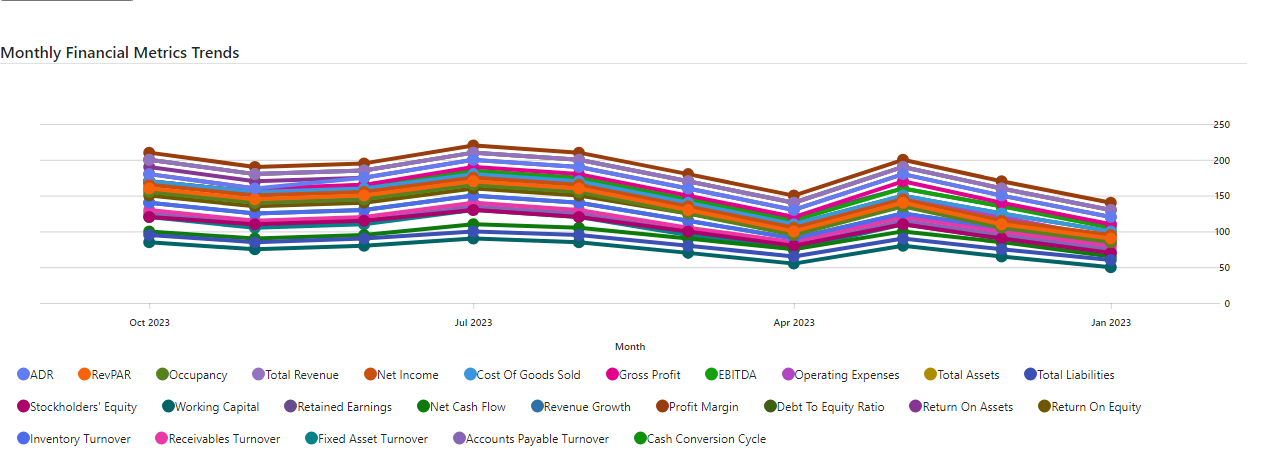 Monthly Financial Metrics Trends
250
200
150
100
50
0
Oct 2023 Jul 2023 Apr 2023 Jan 2023
Month
ADR RevPAR Occupancy Total Revenue Net Income Cost Of Goods Sold Gross Profit EBITDA Operating Expenses Total Assets Total Liabilities
Stockholders' Equity Working Capital Retained Earnings Net Cash Flow Revenue Growth Profit Margin Debt To Equity Ratio Return On Assets Return On Equity
Inventory Turnover Receivables Turnover Fixed Asset Turnover Accounts Payable Turnover Cash Conversion Cycle